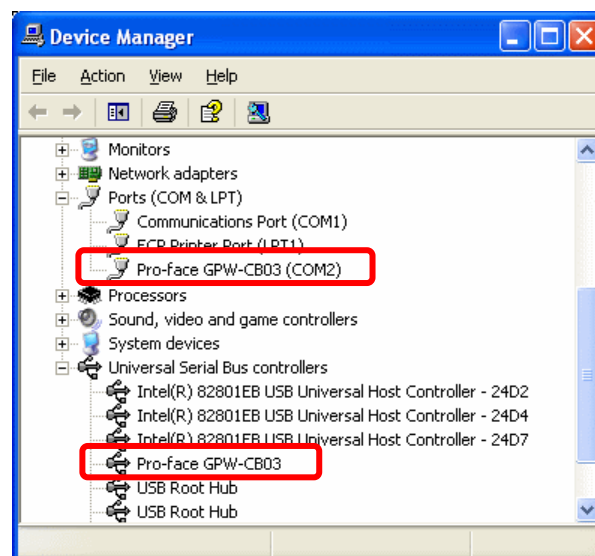 Device Manager
File Action View Help
Monitors
Network adapters
Ports (COM & LPT)
Communications Port (COM1)
ECP Printer Port (LPT1)
Pro-face GPW-CB03 (COM2)
Processors
Sound, video and game controllers
System devices
Universal Serial Bus controllers
Intel(R) 82801EB USB Universal Host Controller - 24D2
Intel(R) 82801EB USB Universal Host Controller - 24D4
Intel(R) 82801EB USB Universal Host Controller - 24D7
Pro-face GPW-CB03
USB Root Hub
USB Root Hub